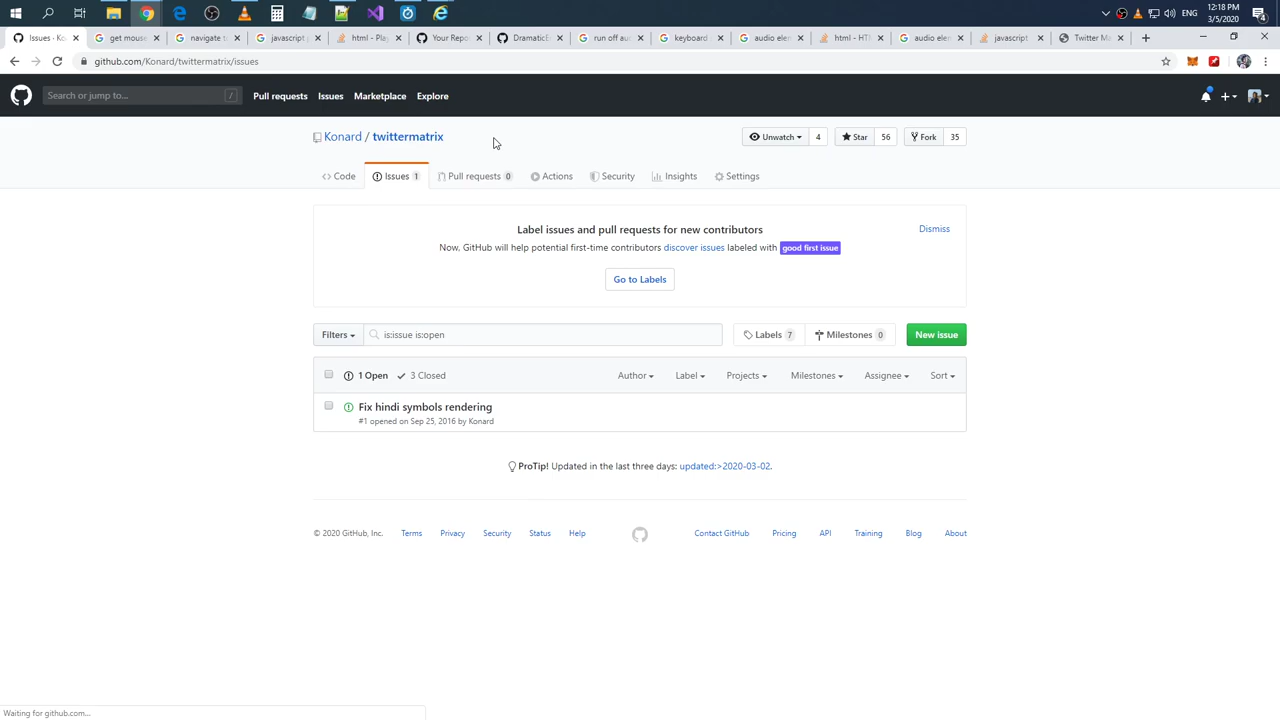 12:18 PM
ENG
3/5/2020
4
Issues · Ko
get mouse
navigate t
javascript
html - Pla
Your Repo
DramaticE
run off au
keyboard
audio elem
html - HT
audio elem
javascript
Twitter Ma
github.com/Konard/twittermatrix/issues
Search or jump to...
/
Pull requests
Issues
Marketplace
Explore
Konard / twittermatrix
Unwatch
4
Star
56
Fork
35
Code
Issues 1
Pull requests 0
Actions
Security
Insights
Settings
Label issues and pull requests for new contributors
Dismiss
Now, GitHub will help potential first-time contributors discover issues labeled with good first issue
Go to Labels
Filters
is:issue is:open
Labels 7
Milestones 0
New issue
1 Open
3 Closed
Author
Label
Projects
Milestones
Assignee
Sort
Fix hindi symbols rendering
#1 opened on Sep 25, 2016 by Konard
ProTip! Updated in the last three days: updated:>2020-03-02.
© 2020 GitHub, Inc.
Terms
Privacy
Security
Status
Help
Contact GitHub
Pricing
API
Training
Blog
About
Waiting for github.com...